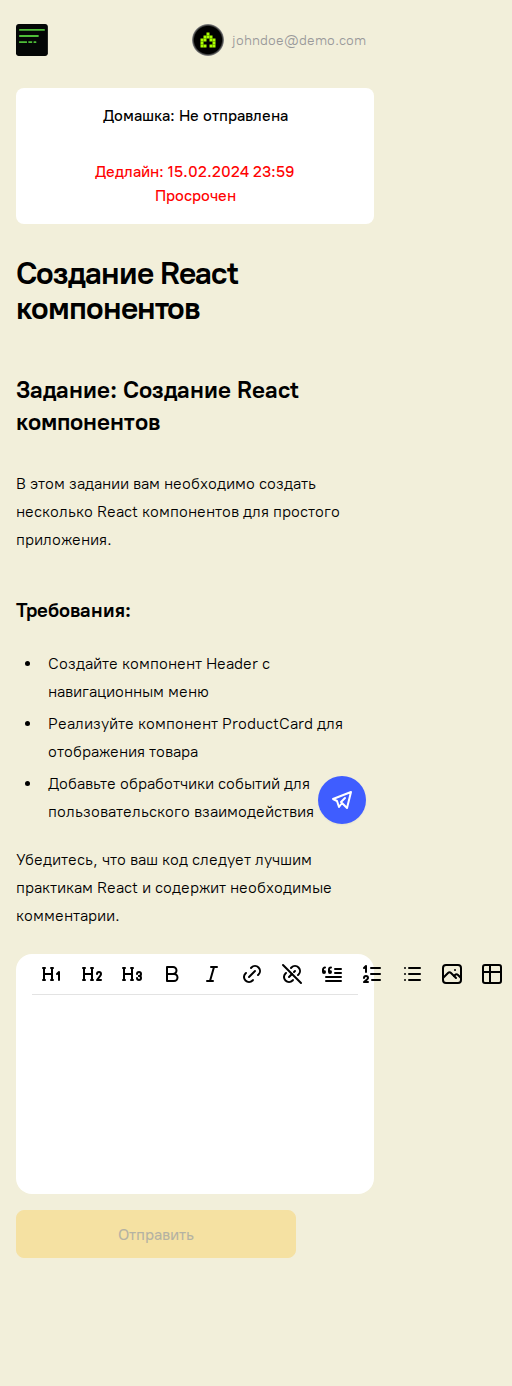 johndoe@demo.com
Домашка: Не отправлена
Дедлайн: 15.02.2024 23:59
Просрочен
Создание React
компонентов
Задание: Создание React
компонентов
В этом задании вам необходимо создать
несколько React компонентов для простого
приложения.
Требования:
Создайте компонент Header с
навигационным меню
Реализуйте компонент ProductCard для
отображения товара
Добавьте обработчики событий для
пользовательского взаимодействия
Убедитесь, что ваш код следует лучшим
практикам React и содержит необходимые
комментарии.
H1 H2 H3 B I
Отправить